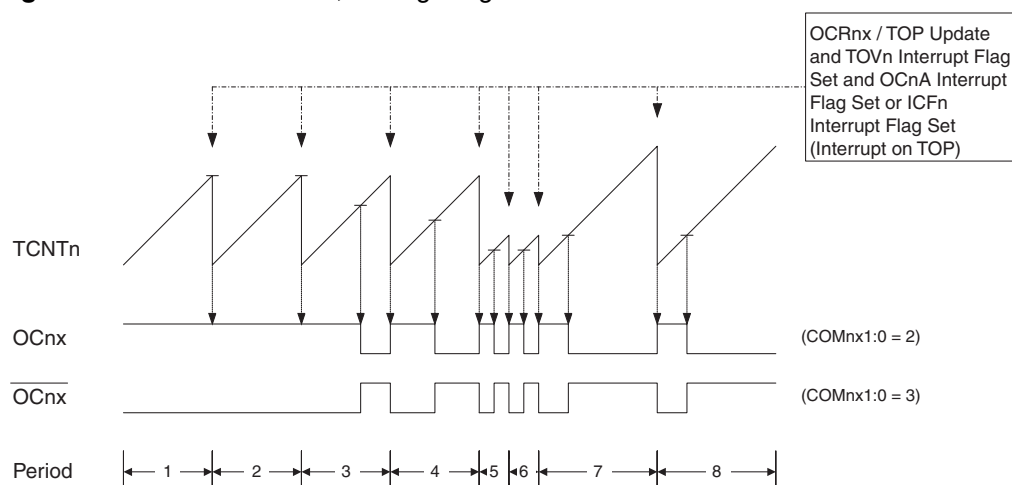 OCRnx / TOP Update
and TOVn Interrupt Flag
Set and OCnA Interrupt
Flag Set or ICFn
Interrupt Flag Set
(Interrupt on TOP)
TCNTn
OCnx
(COMnx1:0 = 2)
OCnx
(COMnx1:0 = 3)
Period 1 2 3 4 5 6 7 8